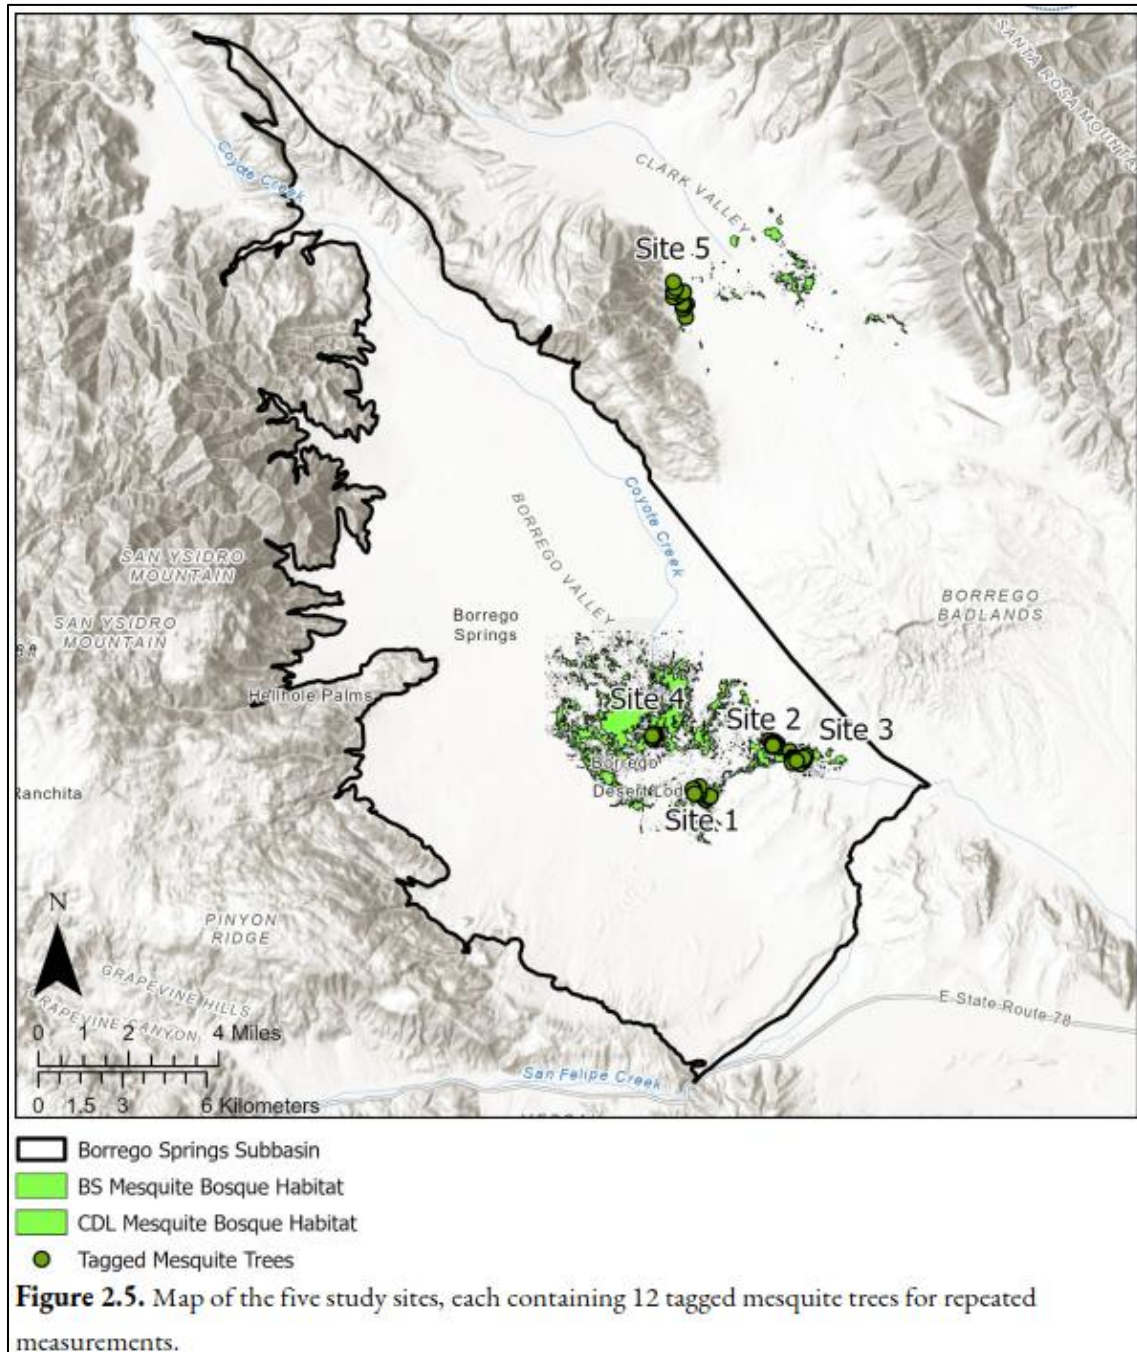 SANTA ROSA MOUNTA
CLARK VALLEY
Coyote Creek
Site 5
Coyote Creek
BORREGO VALLEY
SAN YSIDRO
MOUNTAIN
BORREGO
BADLANDS
SAN YSIDRO
MOUNTAIN
Borrego
Springs
Hellhole Palms
Site 4
Site 2
Site 3
Borrego
Desert Lod
Ranchita
Site 1
N
PINYON
RIDGE
GRAPEVINE HILLS
GRAPEVINE CANYON
E State Route 78
0 1 2 4 Miles
0 1.5 3 6 Kilometers
San Felipe Creek
Borrego Springs Subbasin
BS Mesquite Bosque Habitat
CDL Mesquite Bosque Habitat
Tagged Mesquite Trees
Figure 2.5. Map of the five study sites, each containing 12 tagged mesquite trees for repeated
measurements.